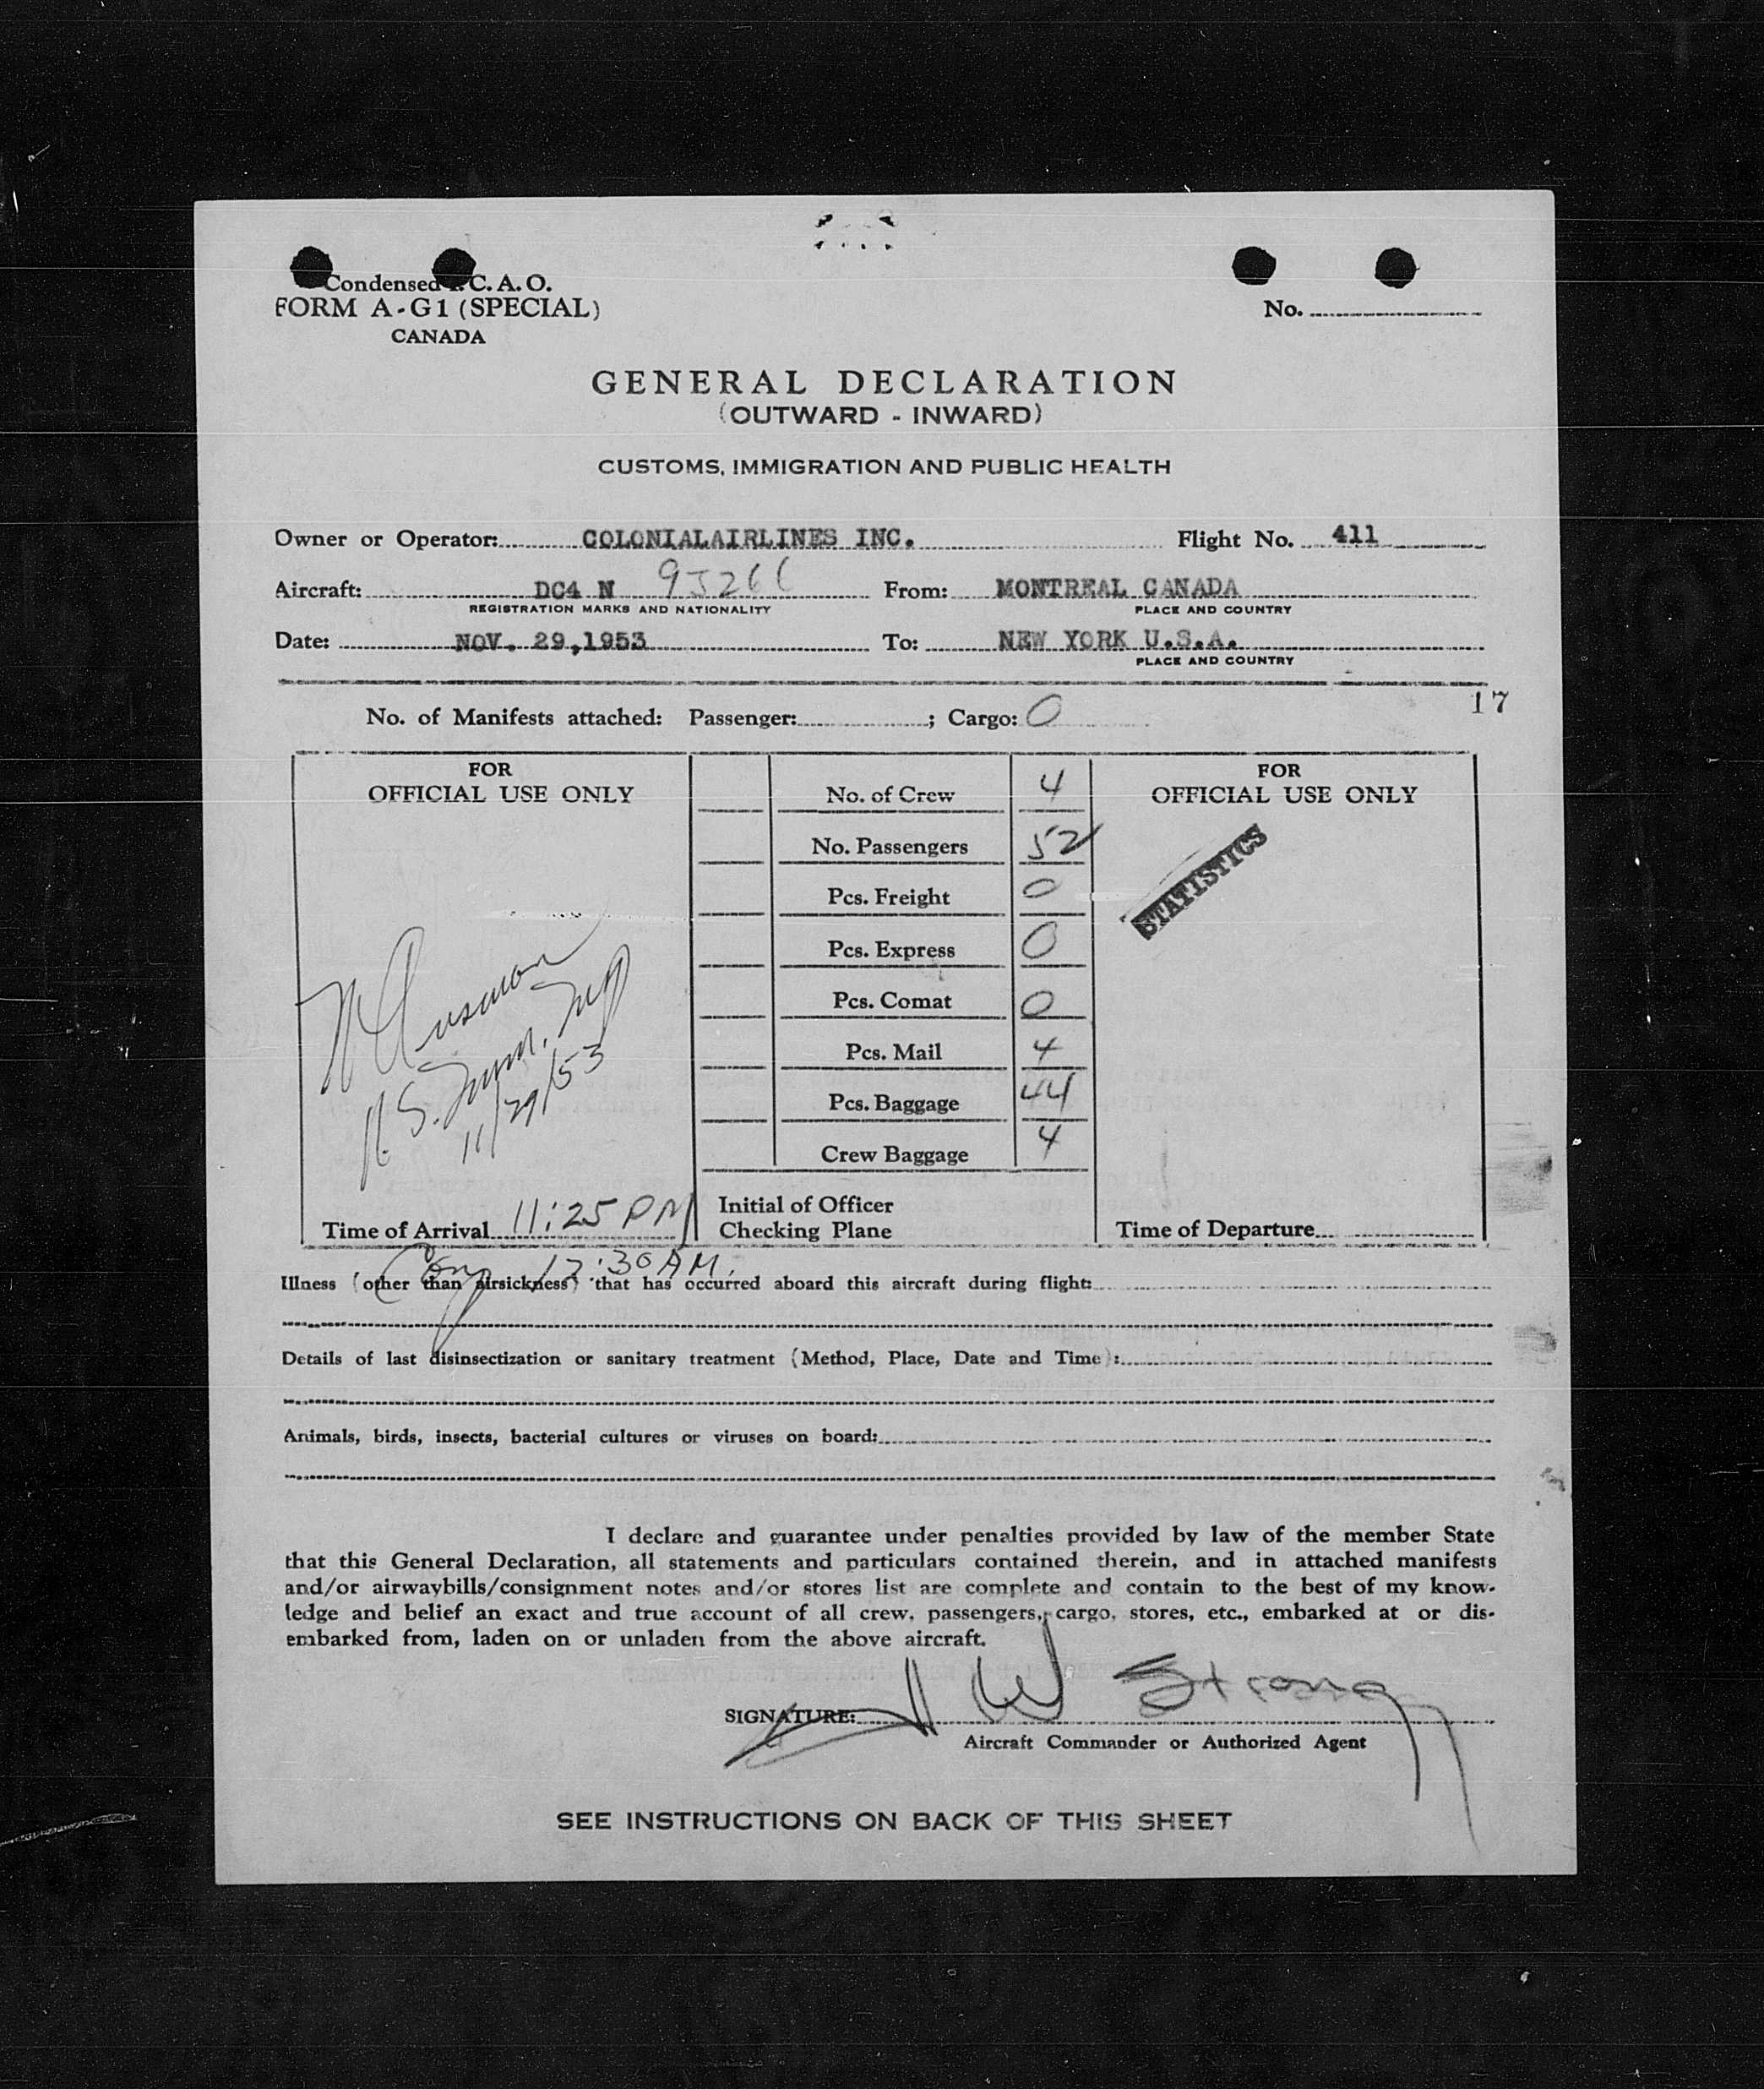 Condensed I.C.A.O.
FORM A-G1 (SPECIAL)
CANADA
No.
GENERAL DECLARATION
(OUTWARD - INWARD)
CUSTOMS, IMMIGRATION AND PUBLIC HEALTH
Owner or Operator: COLONIALAIRLINES INC. Flight No. 411
Aircraft: DC4 N From: MONTREAL CANADA
REGISTRATION MARKS AND NATIONALITY PLACE AND COUNTRY
Date: NOV. 29,1953 To: NEW YORK U.S.A.
PLACE AND COUNTRY
17
No. of Manifests attached: Passenger: ; Cargo: 0
FOR
OFFICIAL USE ONLY
11/29/53
Time of Arrival 11:25 PM
12:30 AM.
No. of Crew 4
No. Passengers 52
Pcs. Freight 0
Pcs. Express 0
Pcs. Comat 0
Pcs. Mail 4
Pcs. Baggage 44
Crew Baggage 4
Initial of Officer
Checking Plane
FOR
OFFICIAL USE ONLY
STATISTICS
Time of Departure
Illness (other than airsickness) that has occurred aboard this aircraft during flight:
Details of last disinsectization or sanitary treatment (Method, Place, Date and Time):
Animals, birds, insects, bacterial cultures or viruses on board:
I declare and guarantee under penalties provided by law of the member State
that this General Declaration, all statements and particulars contained therein, and in attached manifests
and/or airwaybills/consignment notes and/or stores list are complete and contain to the best of my know-
ledge and belief an exact and true account of all crew, passengers, cargo, stores, etc., embarked at or dis-
embarked from, laden on or unladen from the above aircraft.
SIGNATURE: W Strong
Aircraft Commander or Authorized Agent
SEE INSTRUCTIONS ON BACK OF THIS SHEET